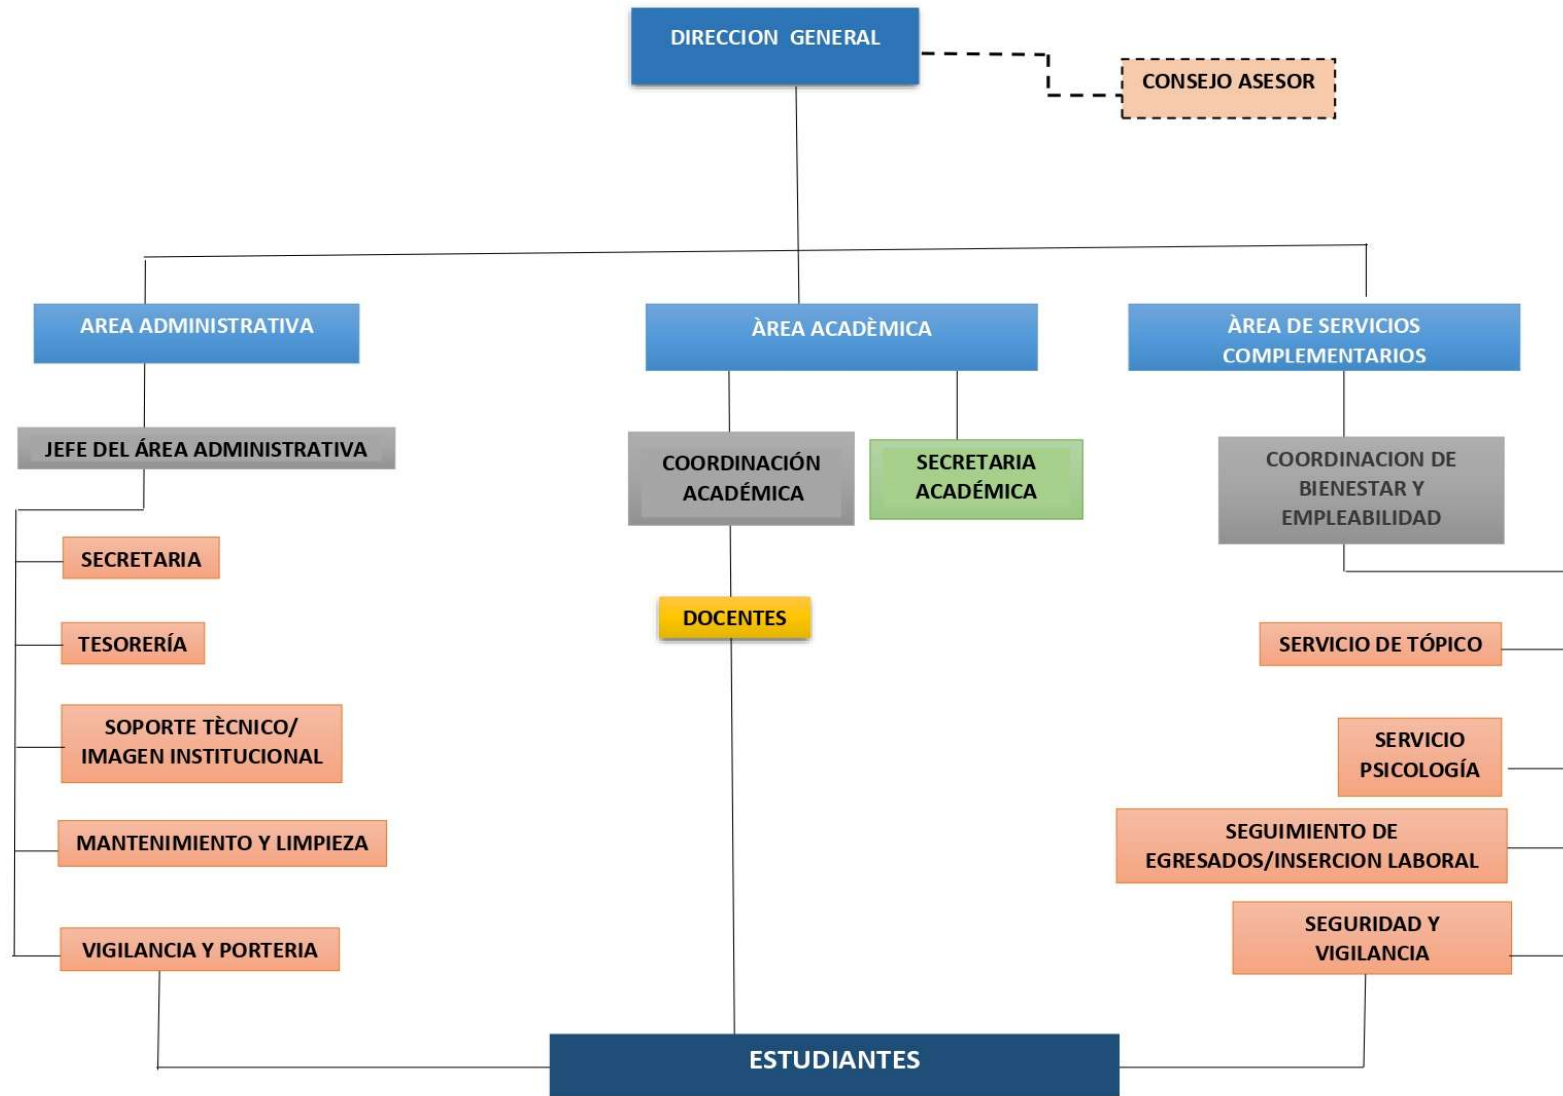 DIRECCION GENERAL
CONSEJO ASESOR
AREA ADMINISTRATIVA
ÀREA ACADÈMICA
ÀREA DE SERVICIOS
COMPLEMENTARIOS
JEFE DEL ÁREA ADMINISTRATIVA
COORDINACIÓN
ACADÉMICA
SECRETARIA
ACADÉMICA
COORDINACION DE
BIENESTAR Y
EMPLEABILIDAD
SECRETARIA
TESORERÍA
SOPORTE TÈCNICO/
IMAGEN INSTITUCIONAL
MANTENIMIENTO Y LIMPIEZA
VIGILANCIA Y PORTERIA
DOCENTES
SERVICIO DE TÓPICO
SERVICIO
PSICOLOGÍA
SEGUIMIENTO DE
EGRESADOS/INSERCION LABORAL
SEGURIDAD Y
VIGILANCIA
ESTUDIANTES